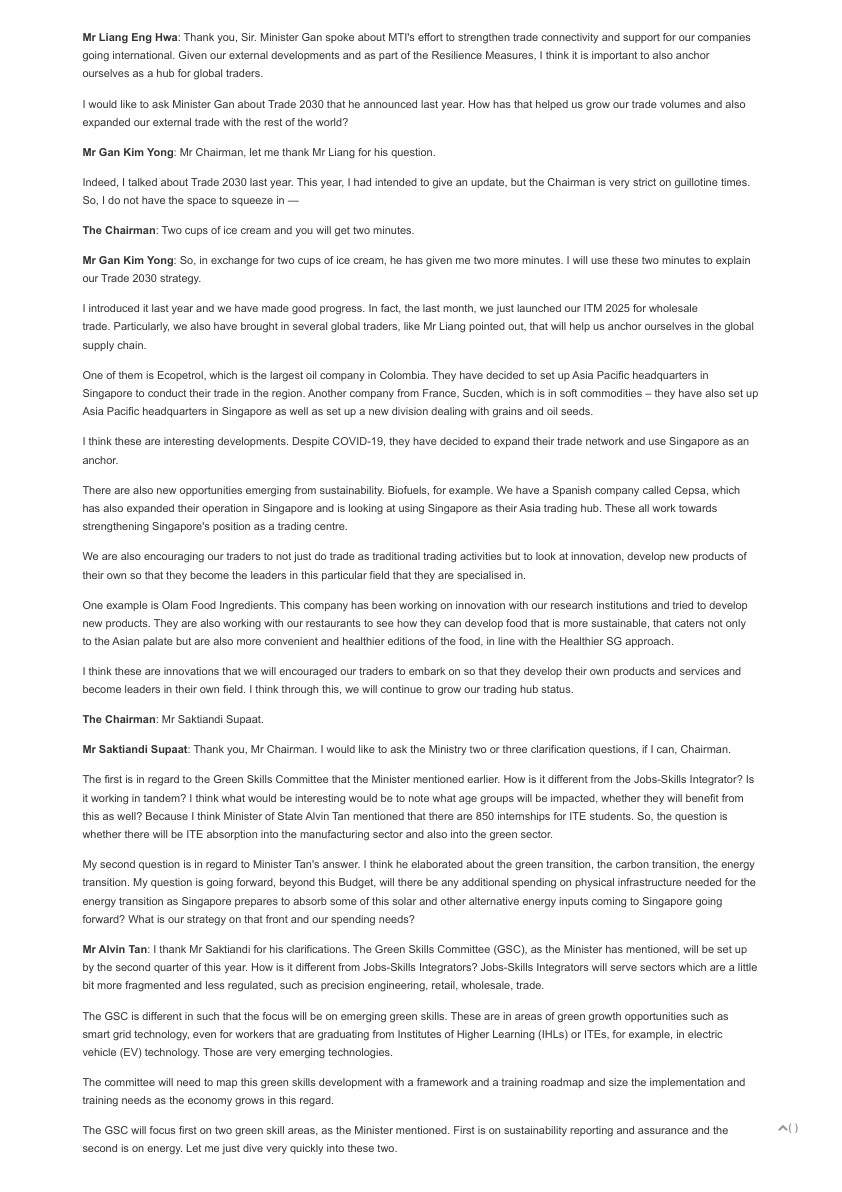 Mr Liang Eng Hwa: Thank you, Sir. Minister Gan spoke about MTI's effort to strengthen trade connectivity and support for our companies
going international. Given our external developments and as part of the Resilience Measures, I think it is important to also anchor
ourselves as a hub for global traders.
I would like to ask Minister Gan about Trade 2030 that he announced last year. How has that helped us grow our trade volumes and also
expanded our external trade with the rest of the world?
Mr Gan Kim Yong: Mr Chairman, let me thank Mr Liang for his question.
Indeed, I talked about Trade 2030 last year. This year, I had intended to give an update, but the Chairman is very strict on guillotine times.
So, I do not have the space to squeeze in —
The Chairman: Two cups of ice cream and you will get two minutes.
Mr Gan Kim Yong: So, in exchange for two cups of ice cream, he has given me two more minutes. I will use these two minutes to explain
our Trade 2030 strategy.
I introduced it last year and we have made good progress. In fact, the last month, we just launched our ITM 2025 for wholesale
trade. Particularly, we also have brought in several global traders, like Mr Liang pointed out, that will help us anchor ourselves in the global
supply chain.
One of them is Ecopetrol, which is the largest oil company in Colombia. They have decided to set up Asia Pacific headquarters in
Singapore to conduct their trade in the region. Another company from France, Sucden, which is in soft commodities – they have also set up
Asia Pacific headquarters in Singapore as well as set up a new division dealing with grains and oil seeds.
I think these are interesting developments. Despite COVID-19, they have decided to expand their trade network and use Singapore as an
anchor.
There are also new opportunities emerging from sustainability. Biofuels, for example. We have a Spanish company called Cepsa, which
has also expanded their operation in Singapore and is looking at using Singapore as their Asia trading hub. These all work towards
strengthening Singapore's position as a trading centre.
We are also encouraging our traders to not just do trade as traditional trading activities but to look at innovation, develop new products of
their own so that they become the leaders in this particular field that they are specialised in.
One example is Olam Food Ingredients. This company has been working on innovation with our research institutions and tried to develop
new products. They are also working with our restaurants to see how they can develop food that is more sustainable, that caters not only
to the Asian palate but are also more convenient and healthier editions of the food, in line with the Healthier SG approach.
I think these are innovations that we will encouraged our traders to embark on so that they develop their own products and services and
become leaders in their own field. I think through this, we will continue to grow our trading hub status.
The Chairman: Mr Saktiandi Supaat.
Mr Saktiandi Supaat: Thank you, Mr Chairman. I would like to ask the Ministry two or three clarification questions, if I can, Chairman.
The first is in regard to the Green Skills Committee that the Minister mentioned earlier. How is it different from the Jobs-Skills Integrator? Is
it working in tandem? I think what would be interesting would be to note what age groups will be impacted, whether they will benefit from
this as well? Because I think Minister of State Alvin Tan mentioned that there are 850 internships for ITE students. So, the question is
whether there will be ITE absorption into the manufacturing sector and also into the green sector.
My second question is in regard to Minister Tan's answer. I think he elaborated about the green transition, the carbon transition, the energy
transition. My question is going forward, beyond this Budget, will there be any additional spending on physical infrastructure needed for the
energy transition as Singapore prepares to absorb some of this solar and other alternative energy inputs coming to Singapore going
forward? What is our strategy on that front and our spending needs?
Mr Alvin Tan: I thank Mr Saktiandi for his clarifications. The Green Skills Committee (GSC), as the Minister has mentioned, will be set up
by the second quarter of this year. How is it different from Jobs-Skills Integrators? Jobs-Skills Integrators will serve sectors which are a little
bit more fragmented and less regulated, such as precision engineering, retail, wholesale, trade.
The GSC is different in such that the focus will be on emerging green skills. These are in areas of green growth opportunities such as
smart grid technology, even for workers that are graduating from Institutes of Higher Learning (IHLs) or ITEs, for example, in electric
vehicle (EV) technology. Those are very emerging technologies.
The committee will need to map this green skills development with a framework and a training roadmap and size the implementation and
training needs as the economy grows in this regard.
The GSC will focus first on two green skill areas, as the Minister mentioned. First is on sustainability reporting and assurance and the
second is on energy. Let me just dive very quickly into these two.
( )